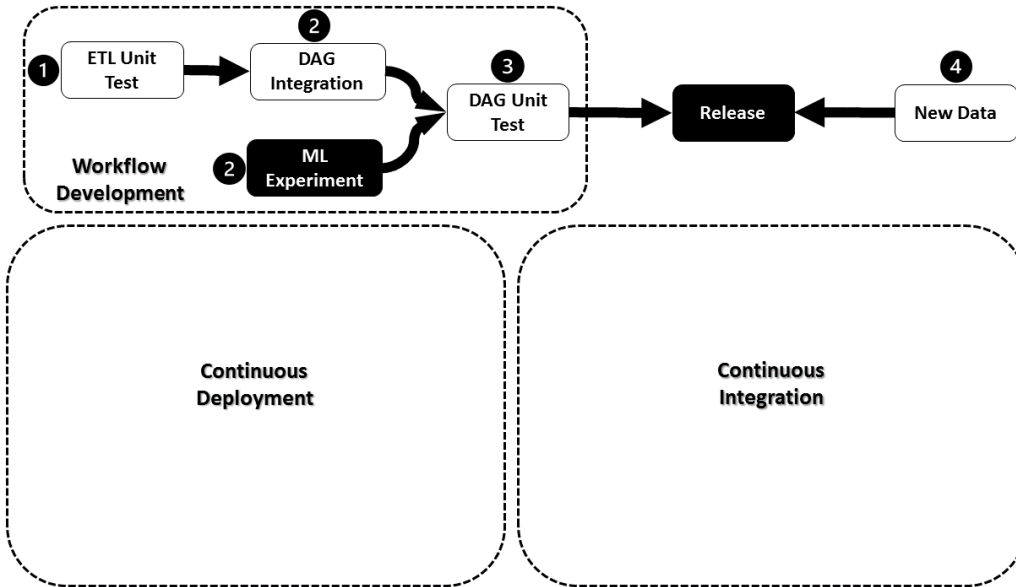 1
ETL Unit
Test
2
DAG
Integration
2
ML
Experiment
3
DAG Unit
Test
Release
4
New Data
Workflow
Development
Continuous
Deployment
Continuous
Integration